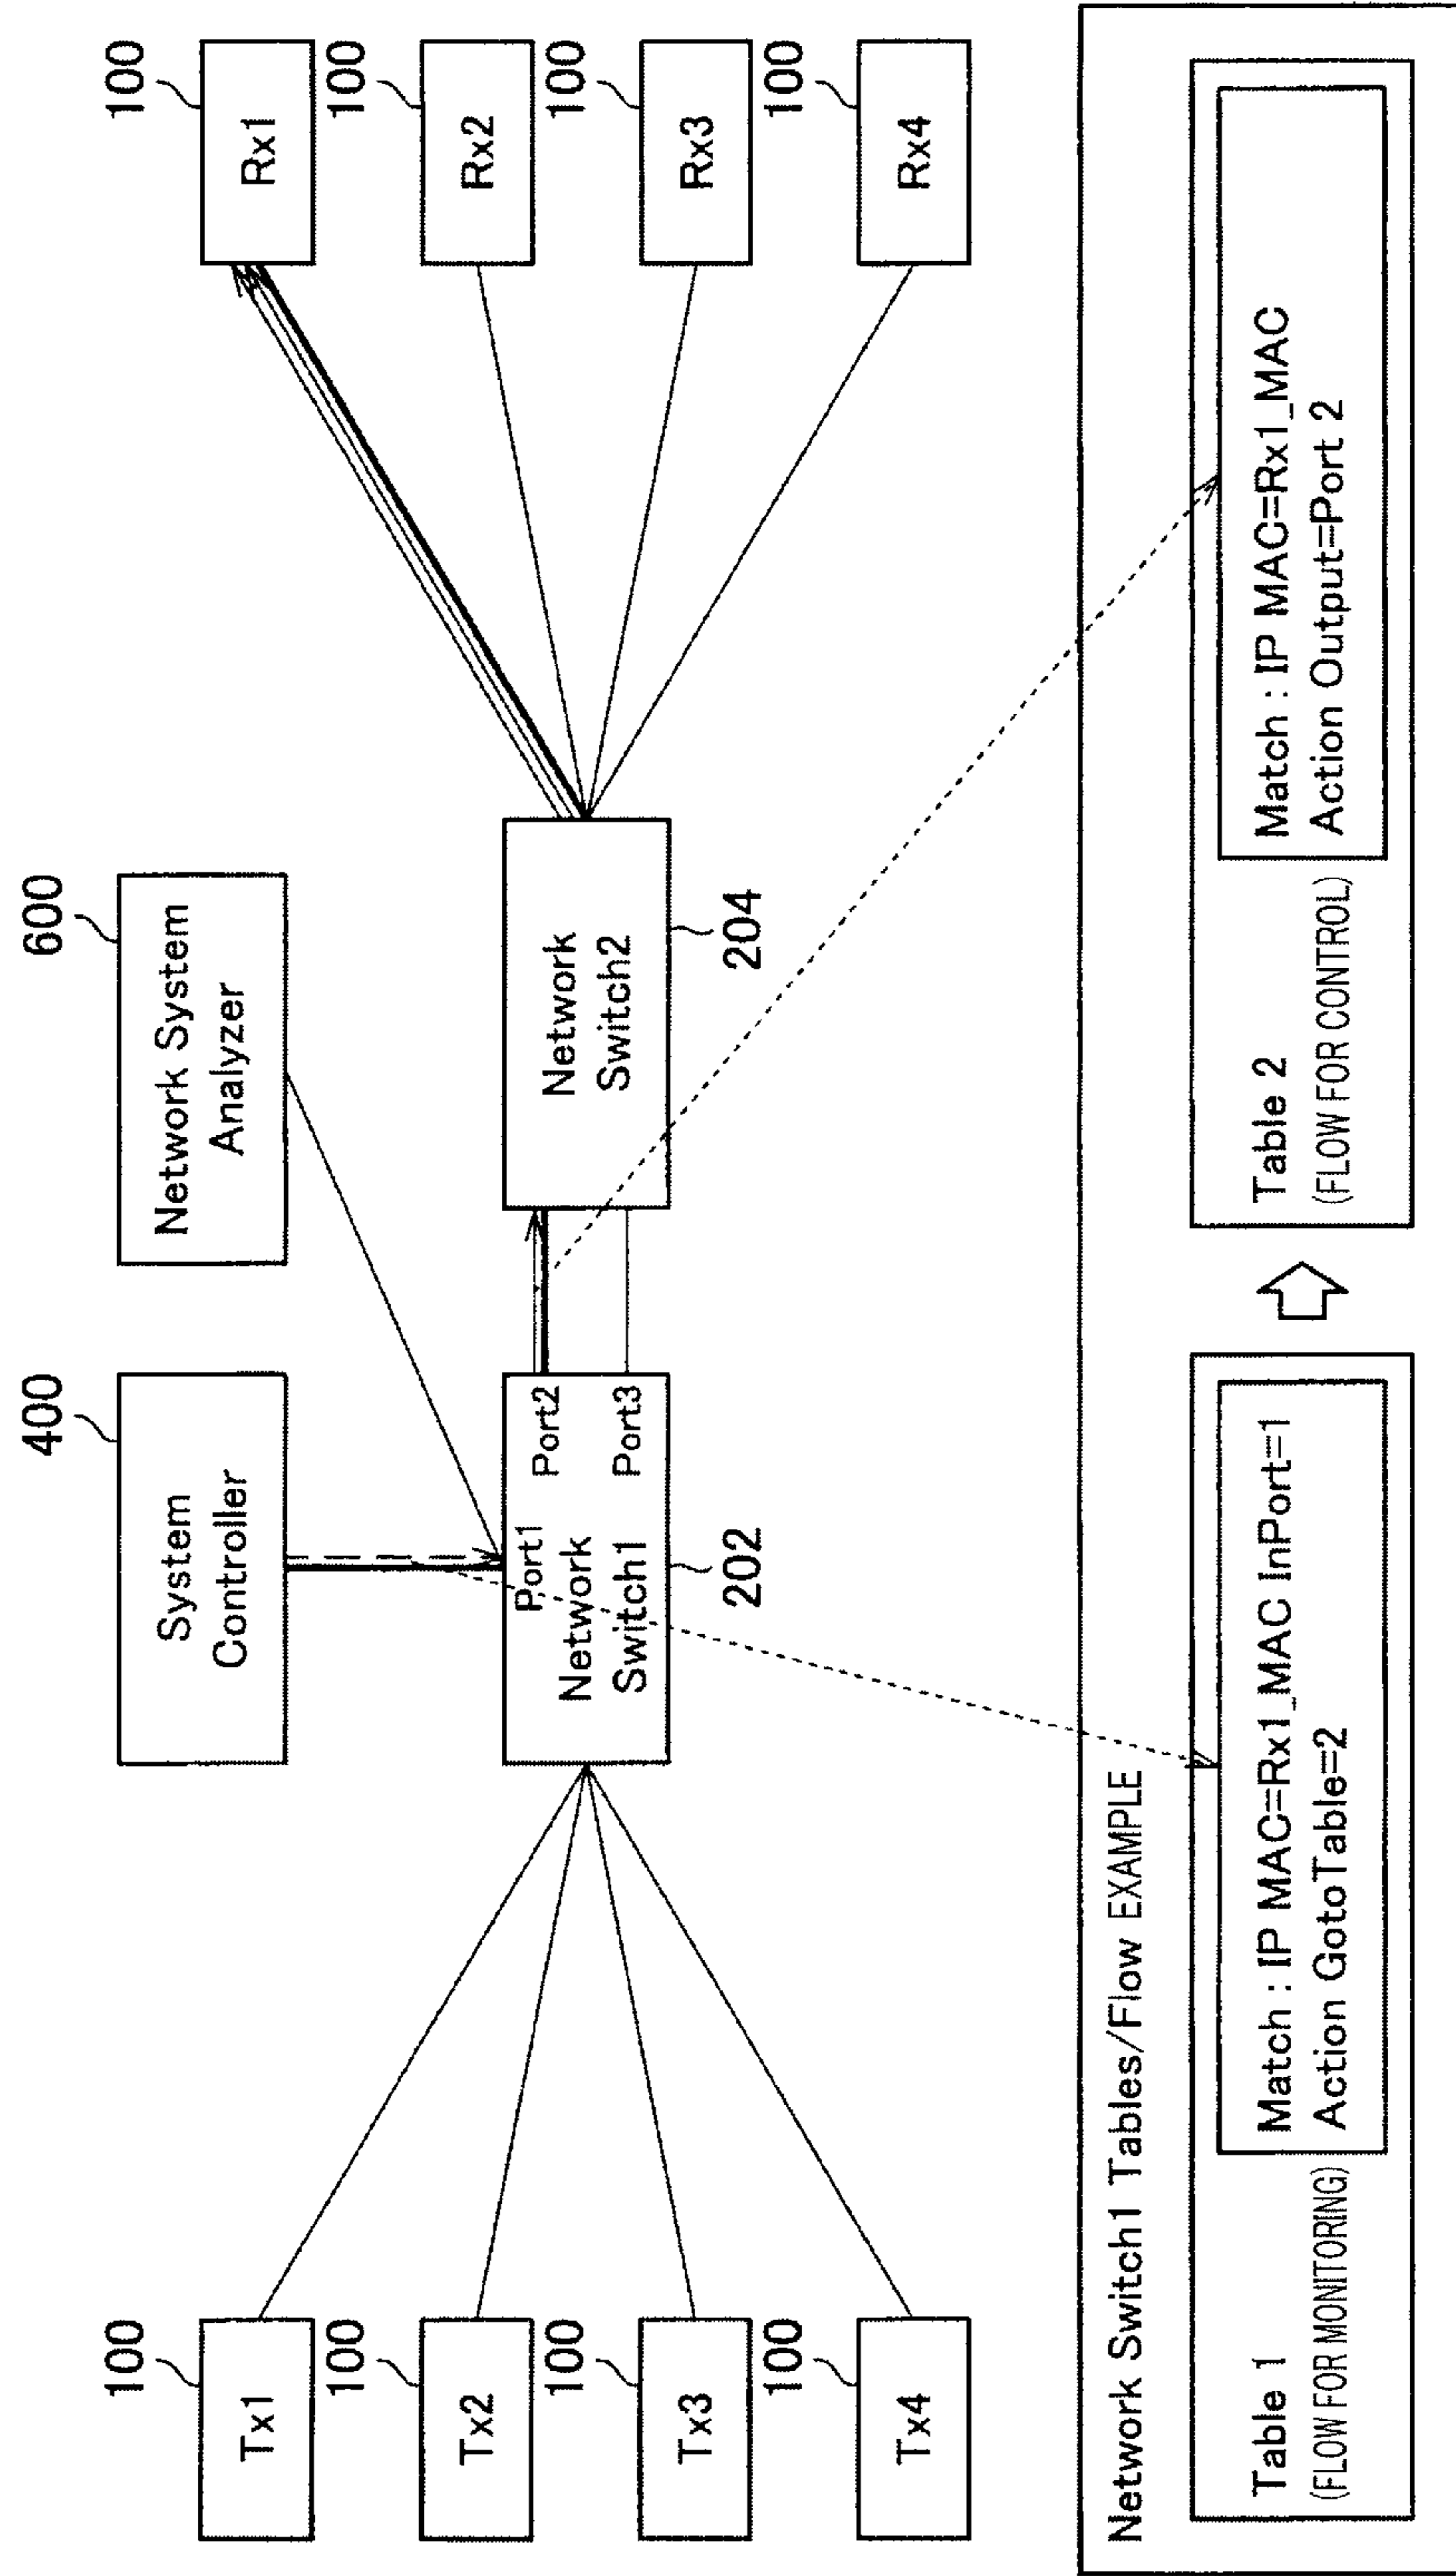 400
System
Controller
600
Network System
Analyzer
100
Tx1
100
Tx2
100
Tx3
100
Tx4
Port1
Port2
Network
Switch1
Port3
202
Network
Switch2
204
100
Rx1
100
Rx2
100
Rx3
100
Rx4
Network Switch1 Tables/Flow EXAMPLE
Table 1
(FLOW FOR MONITORING)
Match : IP MAC=Rx1_MAC InPort=1
Action GotoTable=2
Table 2
(FLOW FOR CONTROL)
Match : IP MAC=Rx1_MAC
Action Output=Port 2